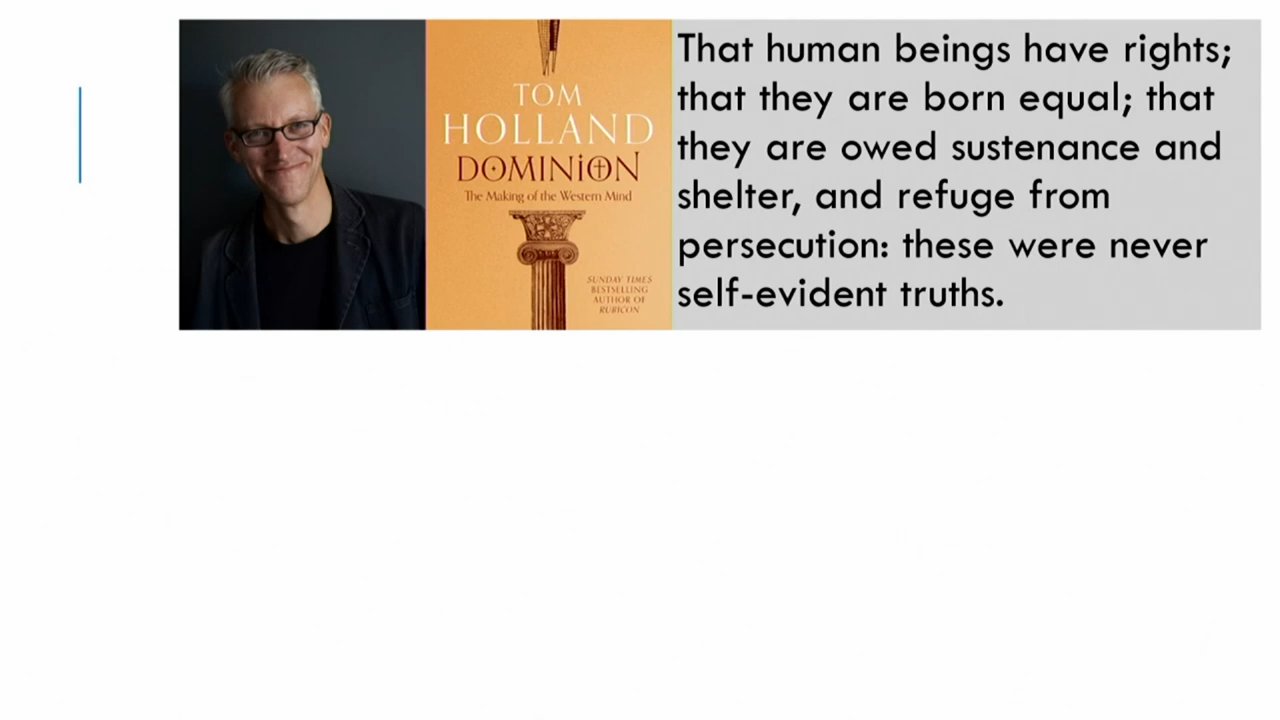 TOM
HOLLAND
DOMINION
The Making of the Western Mind
SUNDAY TIMES
BESTSELLING
AUTHOR OF
RUBICON
That human beings have rights;
that they are born equal; that
they are owed sustenance and
shelter, and refuge from
persecution: these were never
self-evident truths.